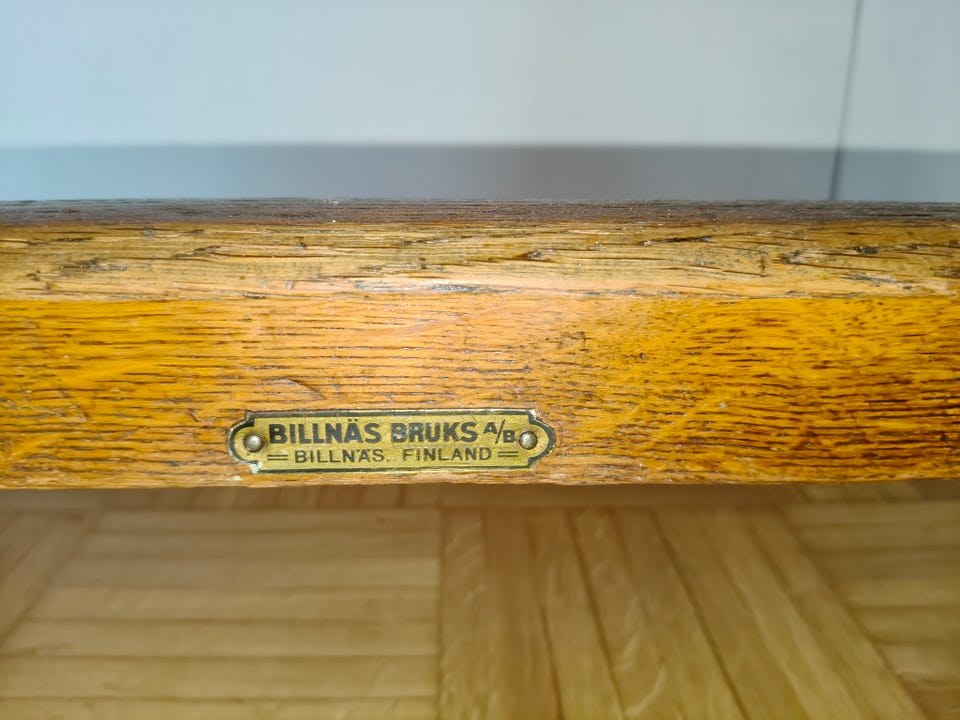 BILLNÄS BRUKS A/B
= BILLNÄS. FINLAND =